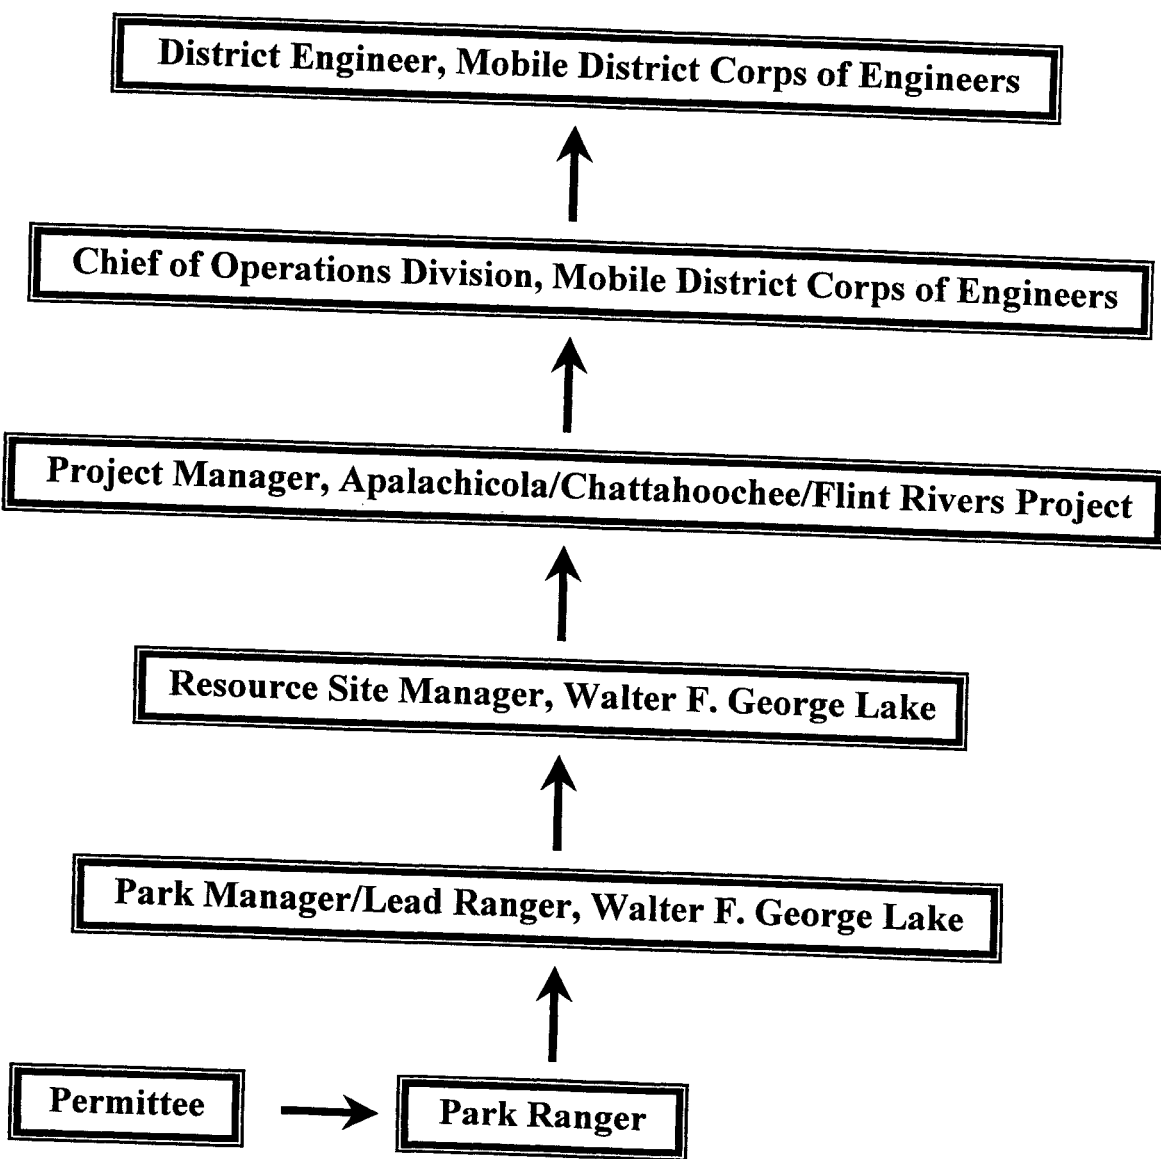 District Engineer, Mobile District Corps of Engineers
Chief of Operations Division, Mobile District Corps of Engineers
Project Manager, Apalachicola/Chattahoochee/Flint Rivers Project
Resource Site Manager, Walter F. George Lake
Park Manager/Lead Ranger, Walter F. George Lake
Permittee
Park Ranger